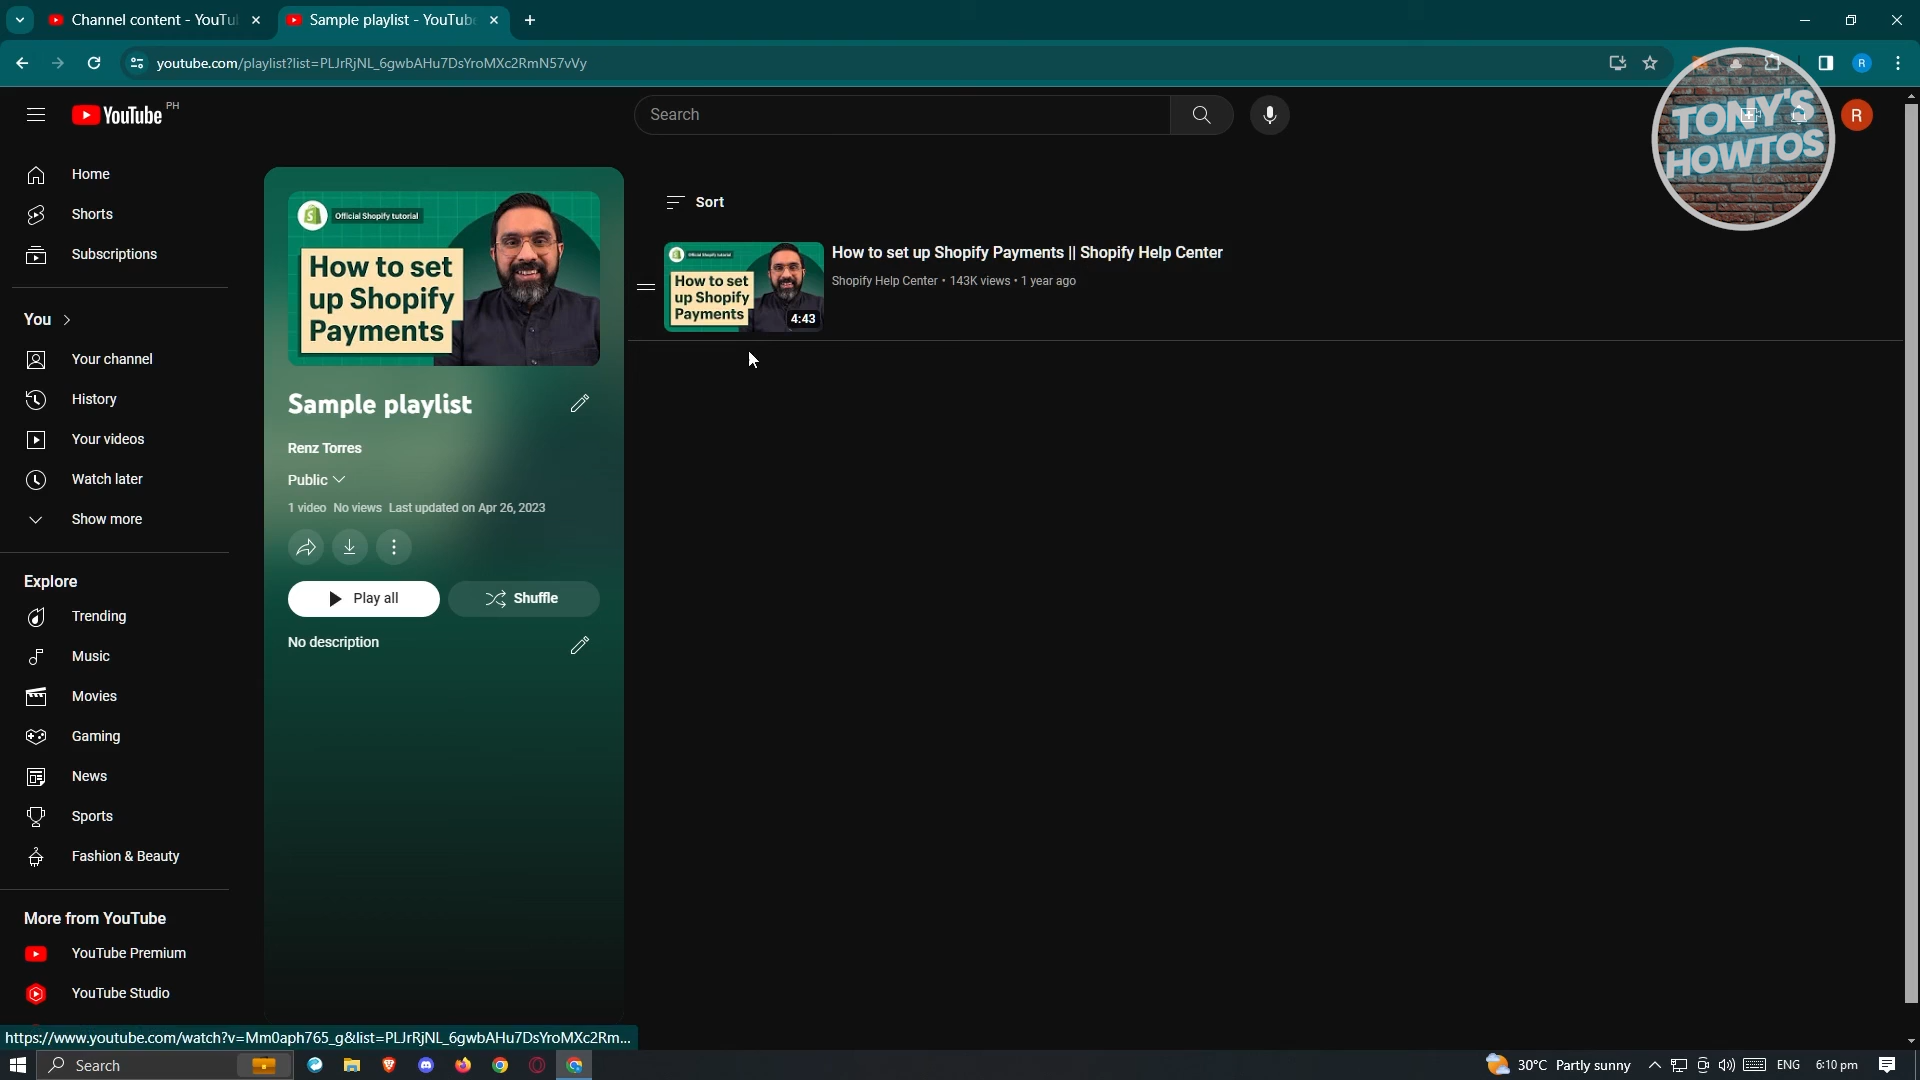 Channel content - YouTu
Sample playlist - YouTube
youtube.com/playlist?list=PLJrRjNL_6gwbAHu7DsYroMXc2RmN57vVy
YouTube PH
Search
TONY'S
HOWTOS
R
R
Home
Shorts
Subscriptions
You
Your channel
History
Your videos
Watch later
Show more
Explore
Trending
Music
Movies
Gaming
News
Sports
Fashion & Beauty
More from YouTube
YouTube Premium
YouTube Studio
Official Shopify tutorial
How to set
up Shopify
Payments
Sample playlist
Renz Torres
Public
1 video No views Last updated on Apr 26, 2023
Play all
Shuffle
No description
Sort
Official Shopify tutorial
How to set
up Shopify
Payments
4:43
How to set up Shopify Payments || Shopify Help Center
Shopify Help Center • 143K views • 1 year ago
https://www.youtube.com/watch?v=Mm0aph765_g&list=PLJrRjNL_6gwbAHu7DsYroMXc2Rm...
Search
30°C Partly sunny
ENG
6:10 pm